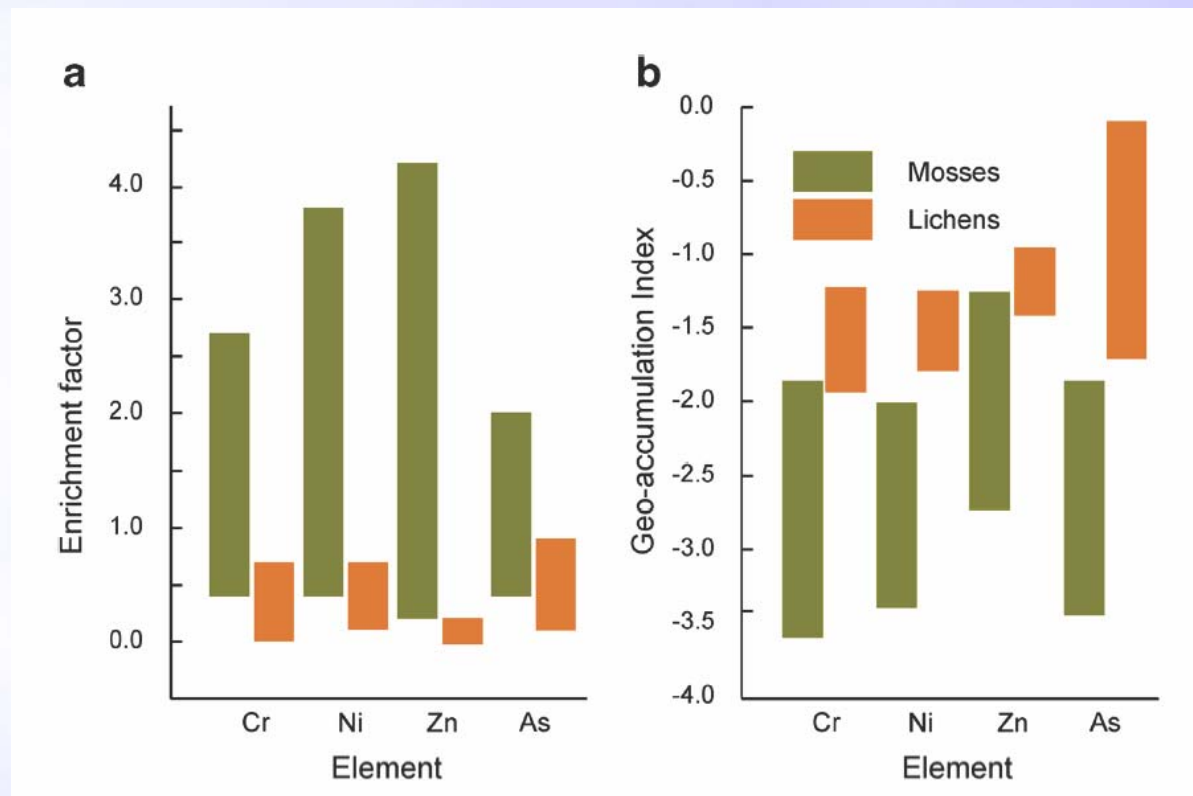 a
Enrichment factor
4.0
3.0
2.0
1.0
0.0
Cr Ni Zn As
Element
b
Geo-accumulation Index
0.0
-0.5
-1.0
-1.5
-2.0
-2.5
-3.0
-3.5
-4.0
Mosses
Lichens
Cr Ni Zn As
Element